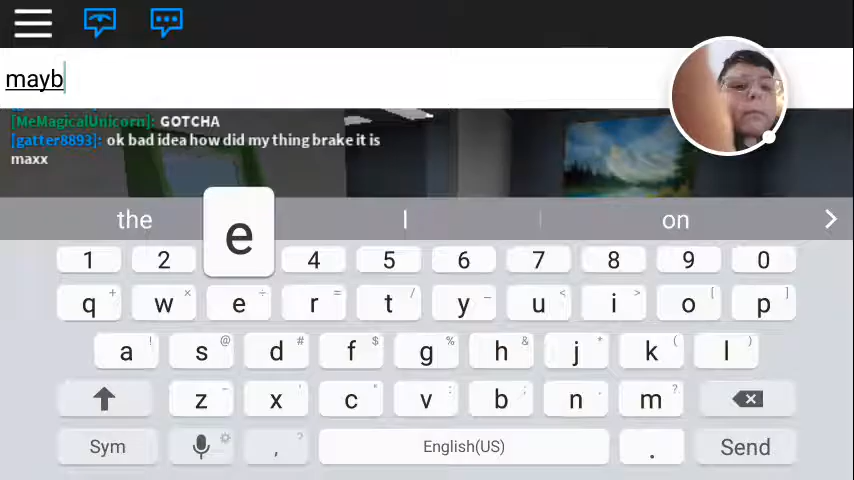 mayb
[MeMagicalUnicorn]: GOTCHA
[gatter8893]: ok bad idea how did my thing brake it is
maxx
the l on >
e
1 2 4 5 6 7 8 9 0
q + w × e ÷ r = t / y _ u < i > o [ p ]
a ! s @ d # f $ g % h & j * k ( l )
z - x ' c " v : b ; n , m ?
Sym , ? English(US) . Send